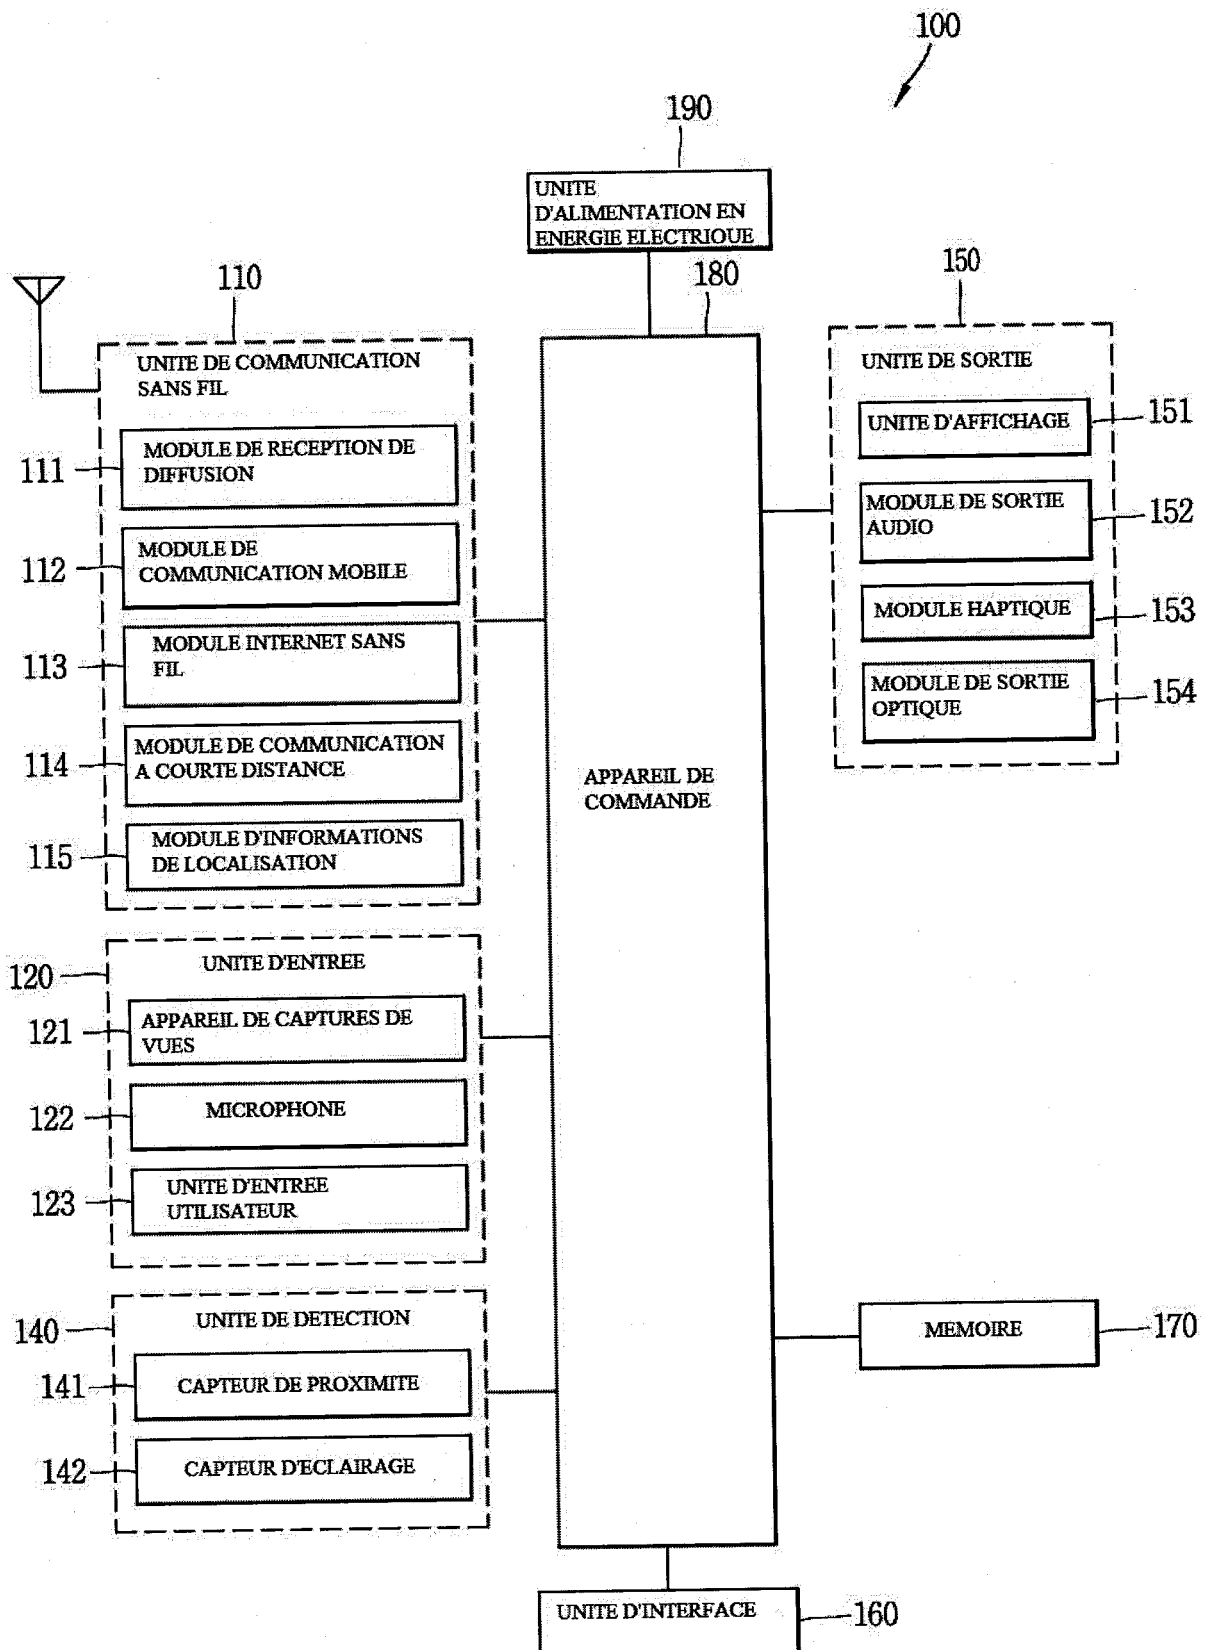 100
190
UNITE
D'ALIMENTATION EN
ENERGIE ELECTRIQUE
110
180
150
UNITE DE COMMUNICATION
SANS FIL
111
MODULE DE RECEPTION DE
DIFFUSION
112
MODULE DE
COMMUNICATION MOBILE
113
MODULE INTERNET SANS
FIL
114
MODULE DE COMMUNICATION
A COURTE DISTANCE
115
MODULE D'INFORMATIONS
DE LOCALISATION
120
UNITE D'ENTREE
121
APPAREIL DE CAPTURES DE
VUES
122
MICROPHONE
123
UNITE D'ENTREE
UTILISATEUR
140
UNITE DE DETECTION
141
CAPTEUR DE PROXIMITE
142
CAPTEUR D'ECLAIRAGE
APPAREIL DE
COMMANDE
UNITE DE SORTIE
UNITE D'AFFICHAGE
151
MODULE DE SORTIE
AUDIO
152
MODULE HAPTIQUE
153
MODULE DE SORTIE
OPTIQUE
154
MEMOIRE
170
UNITE D'INTERFACE
160